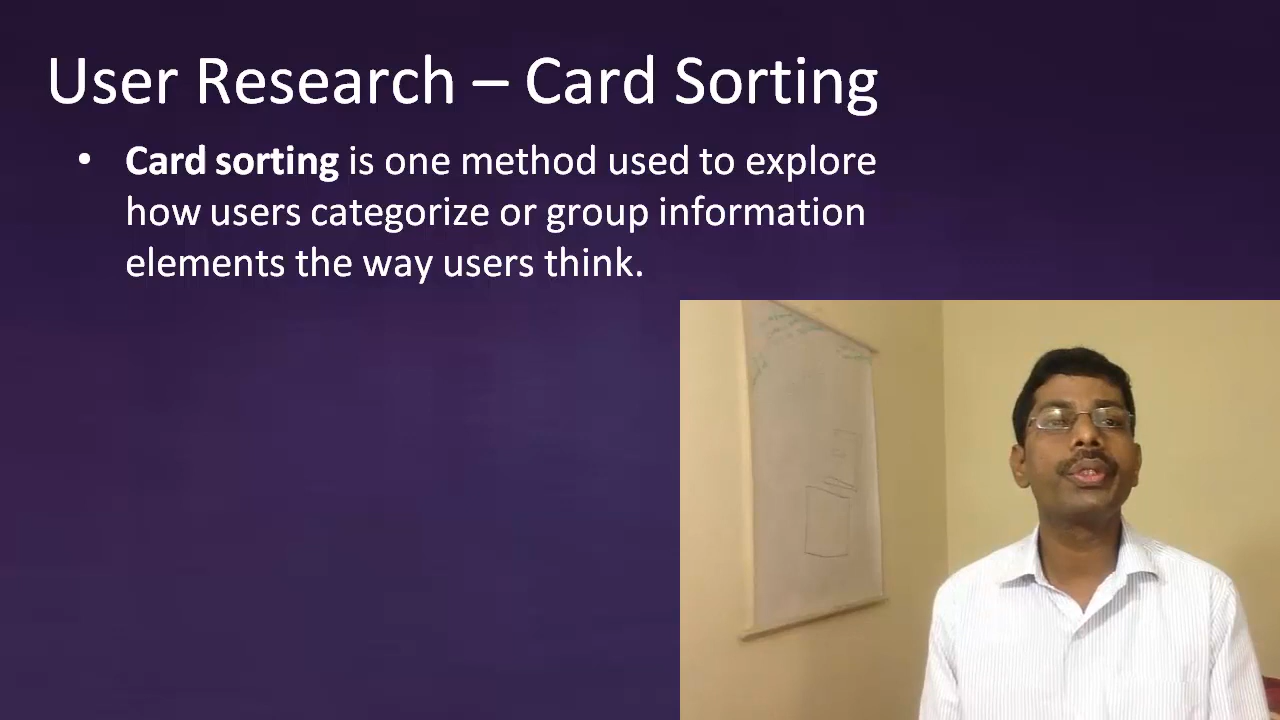 User Research – Card Sorting
• Card sorting is one method used to explore
how users categorize or group information
elements the way users think.